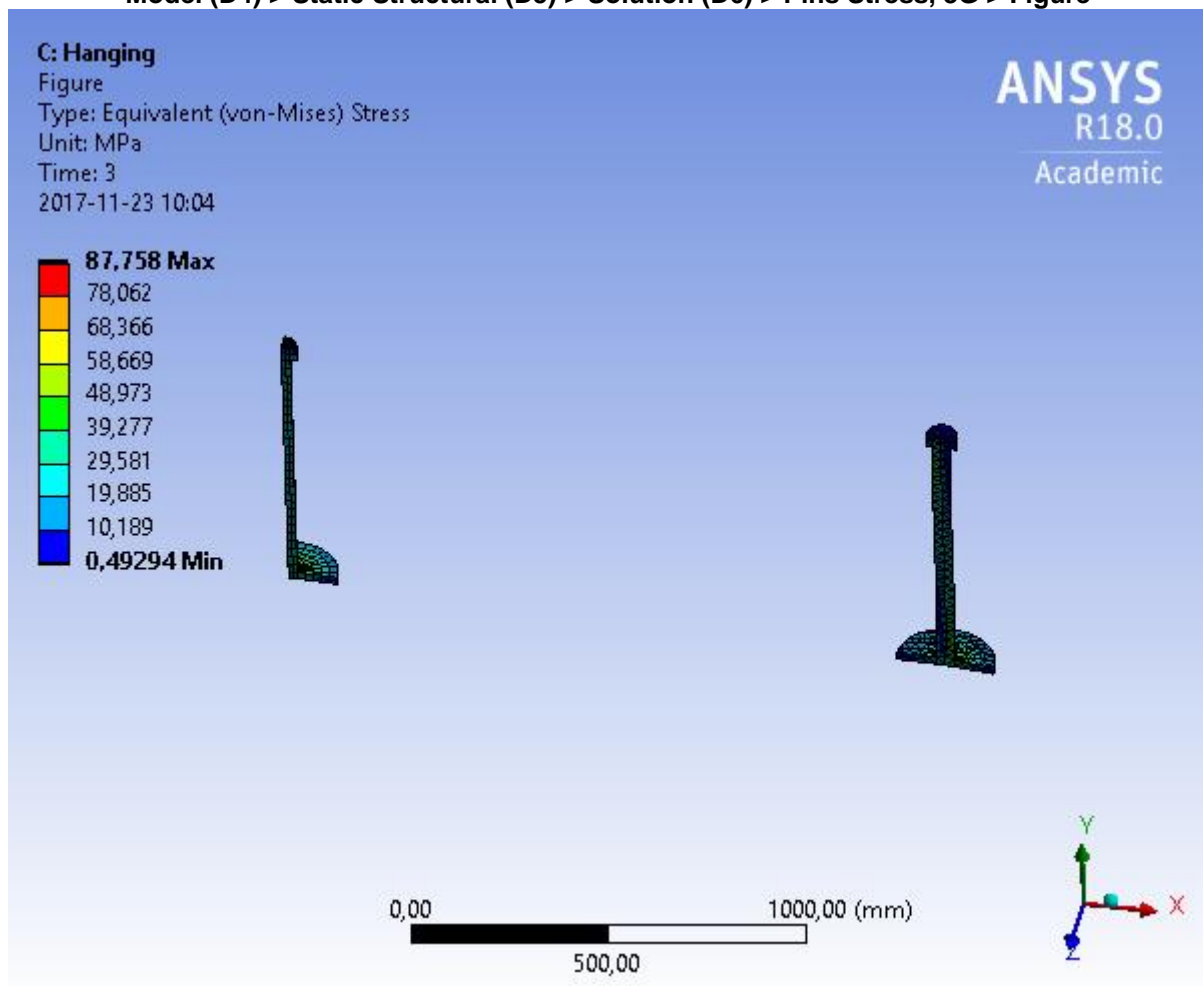 C: Hanging
Figure
Type: Equivalent (von-Mises) Stress
Unit: MPa
Time: 3
2017-11-23 10:04
ANSYS
R18.0
Academic
87,758 Max
78,062
68,366
58,669
48,973
39,277
29,581
19,885
10,189
0,49294 Min
0,00
1000,00 (mm)
500,00
Y
X
Z